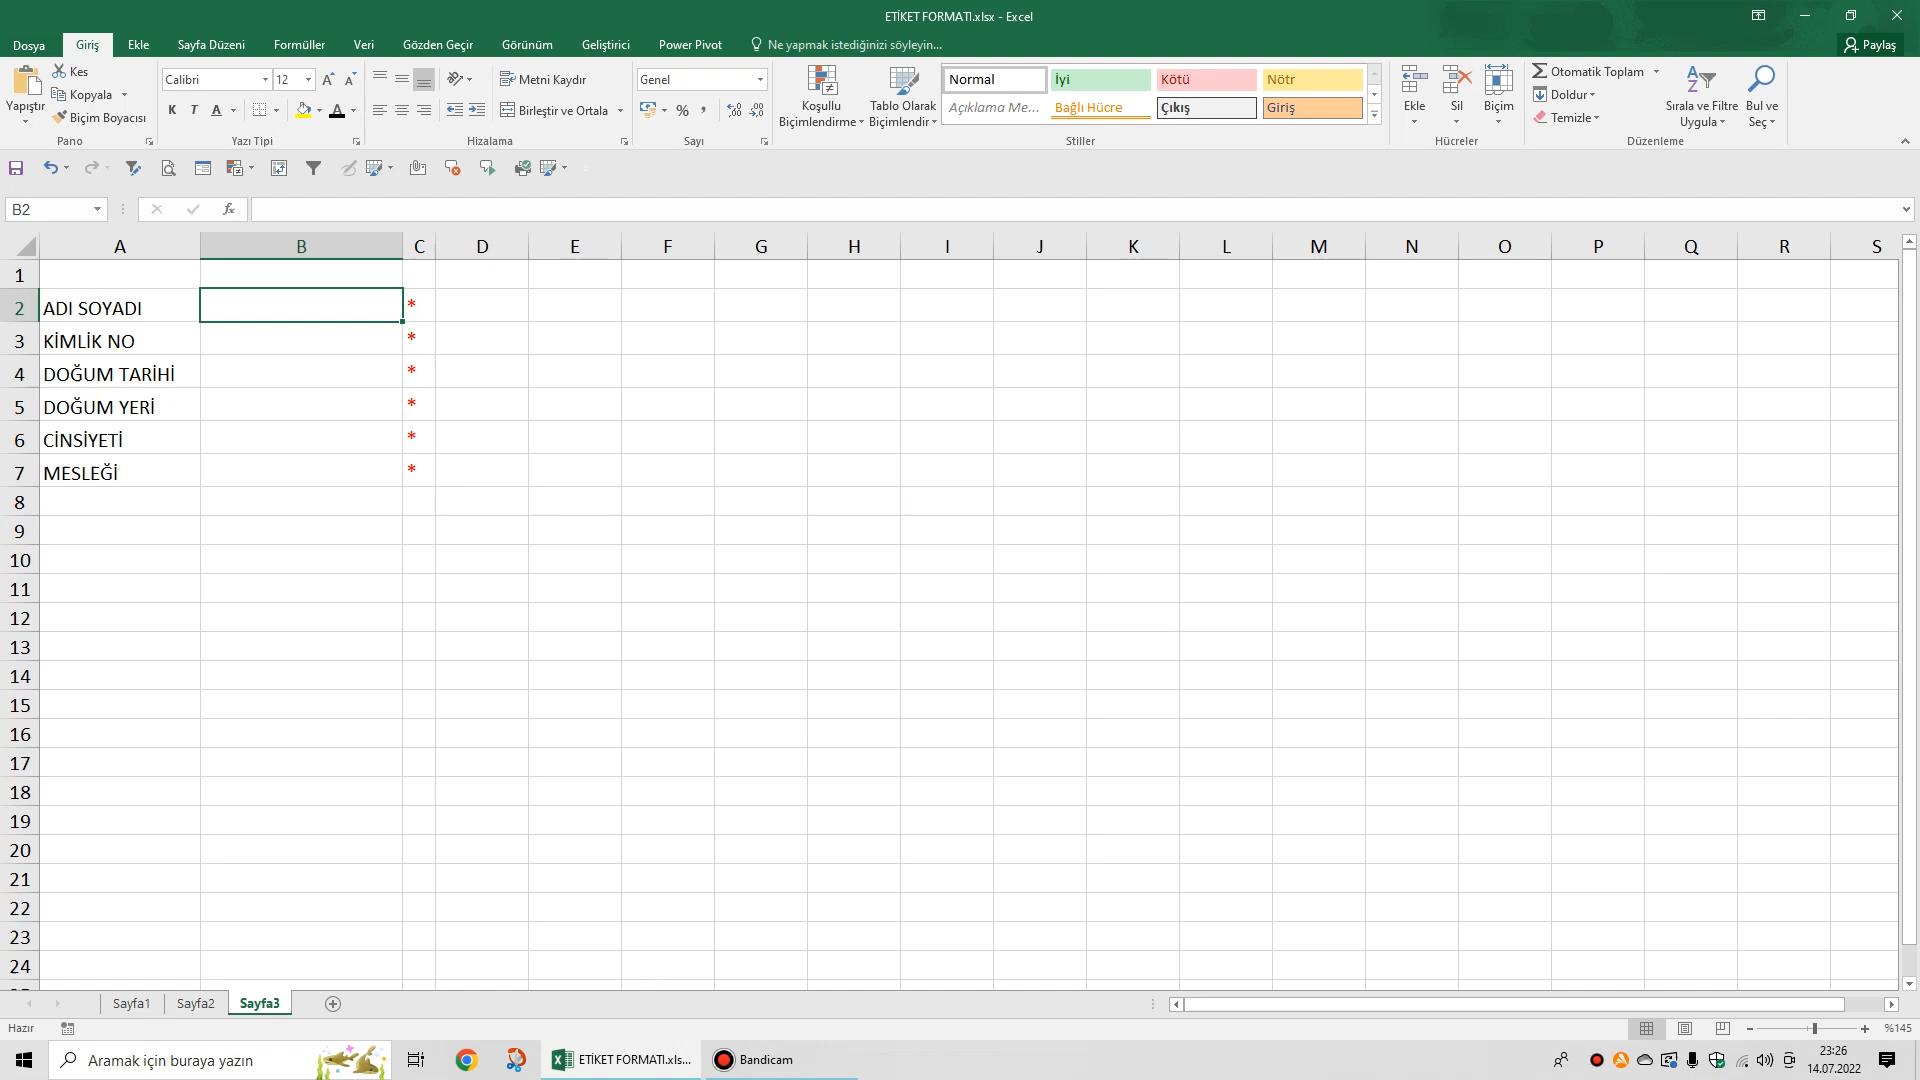 ETİKET FORMATI.xlsx - Excel
Dosya Giriş Ekle Sayfa Düzeni Formüller Veri Gözden Geçir Görünüm Geliştirici Power Pivot Ne yapmak istediğinizi söyleyin... Paylaş
Yapıştır
Kes
Kopyala
Biçim Boyacısı
Calibri 12
K T A
Metni Kaydır
Birleştir ve Ortala
Genel
Koşullu Biçimlendirme
Tablo Olarak Biçimlendir
Normal İyi Kötü Nötr
Açıklama Me... Bağlı Hücre Çıkış Giriş
Ekle Sil Biçim
Otomatik Toplam
Doldur
Temizle
Sırala ve Filtre Uygula
Bul ve Seç
Pano Yazı Tipi Hizalama Sayı Stiller Hücreler Düzenleme
B2 fx
A B C D E F G H I J K L M N O P Q R S
1
2 ADI SOYADI *
3 KİMLİK NO *
4 DOĞUM TARİHİ *
5 DOĞUM YERİ *
6 CİNSİYETİ *
7 MESLEĞİ *
8
9
10
11
12
13
14
15
16
17
18
19
20
21
22
23
24
Sayfa1 Sayfa2 Sayfa3
Hazır %145
Aramak için buraya yazın ETİKET FORMATI.xls... Bandicam 23:26
14.07.2022